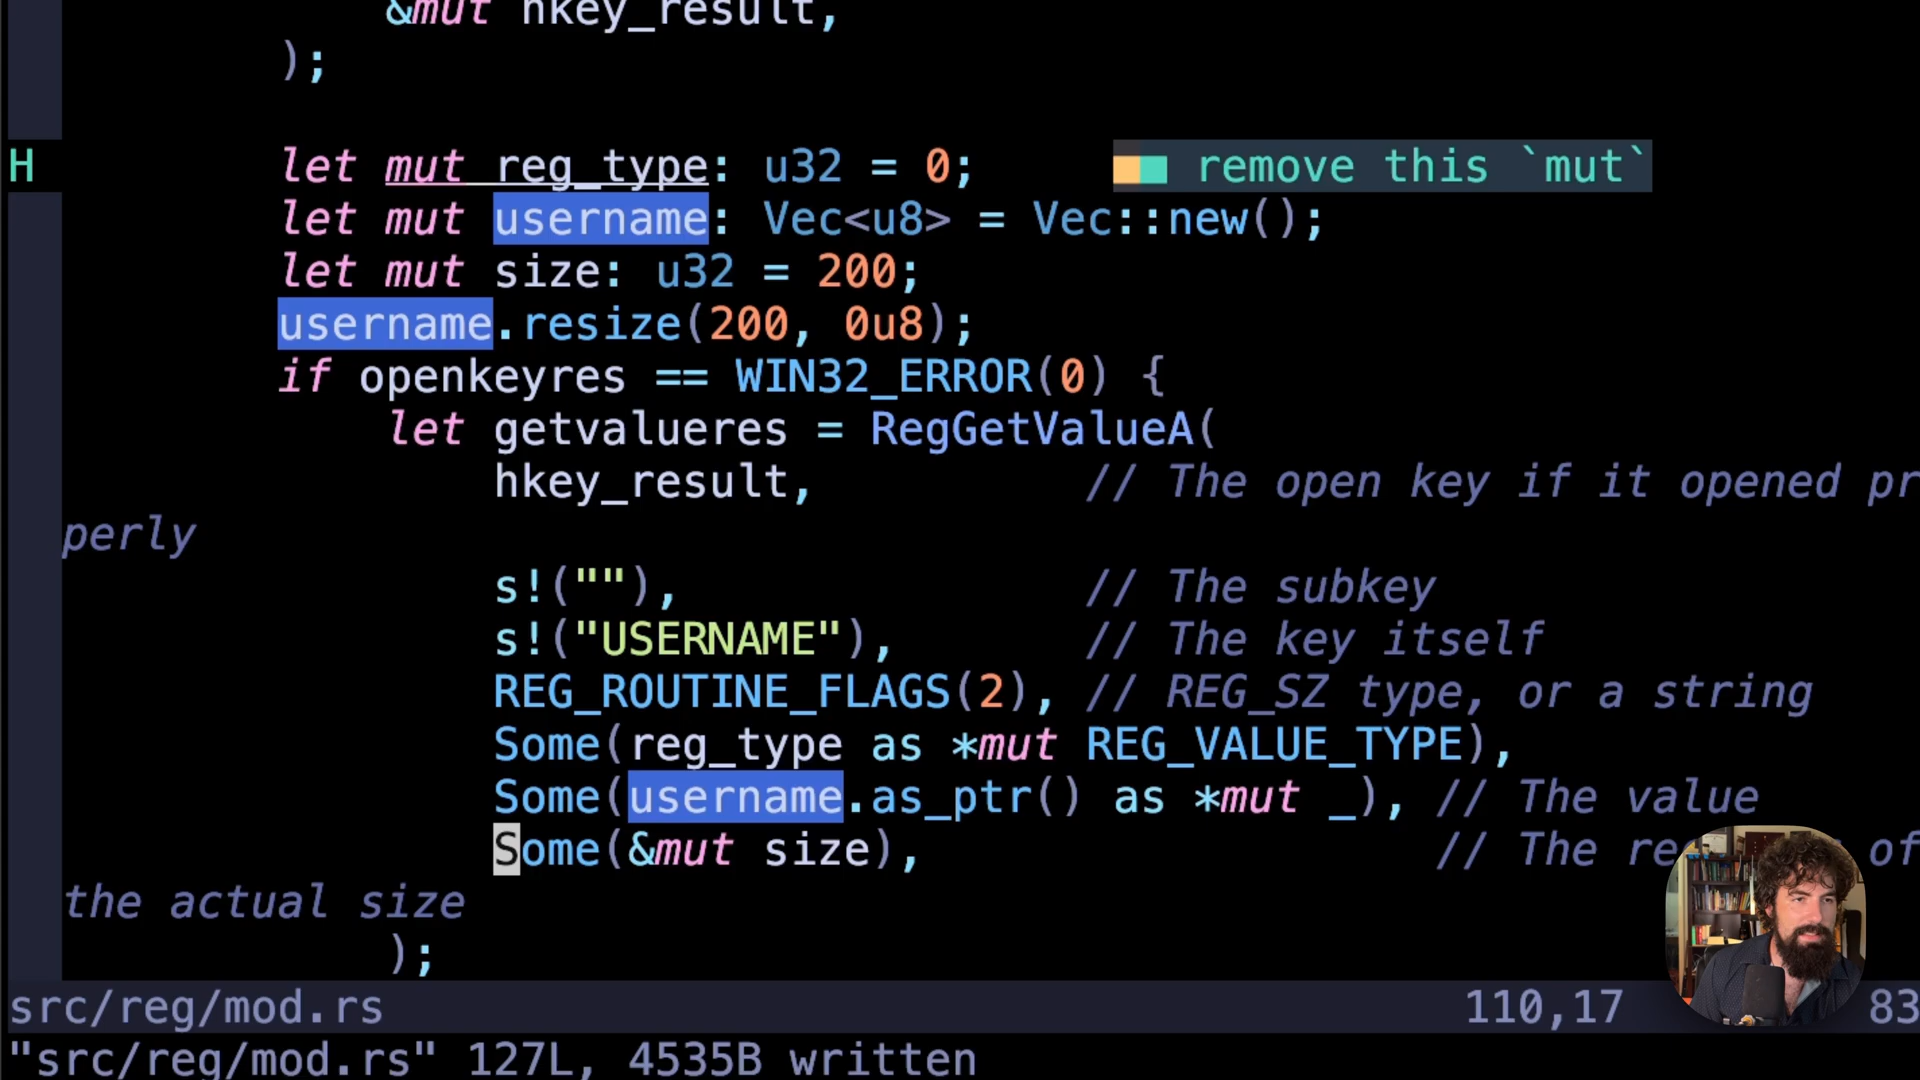 &mut hkey_result,
);
H let mut reg_type: u32 = 0; remove this `mut`
let mut username: Vec<u8> = Vec::new();
let mut size: u32 = 200;
username.resize(200, 0u8);
if openkeyres == WIN32_ERROR(0) {
let getvalueres = RegGetValueA(
hkey_result, // The open key if it opened pr
perly
s!(""), // The subkey
s!("USERNAME"), // The key itself
REG_ROUTINE_FLAGS(2), // REG_SZ type, or a string
Some(reg_type as *mut REG_VALUE_TYPE),
Some(username.as_ptr() as *mut _), // The value
Some(&mut size), // The of
the actual size
);
src/reg/mod.rs 110,17 83
"src/reg/mod.rs" 127L, 4535B written